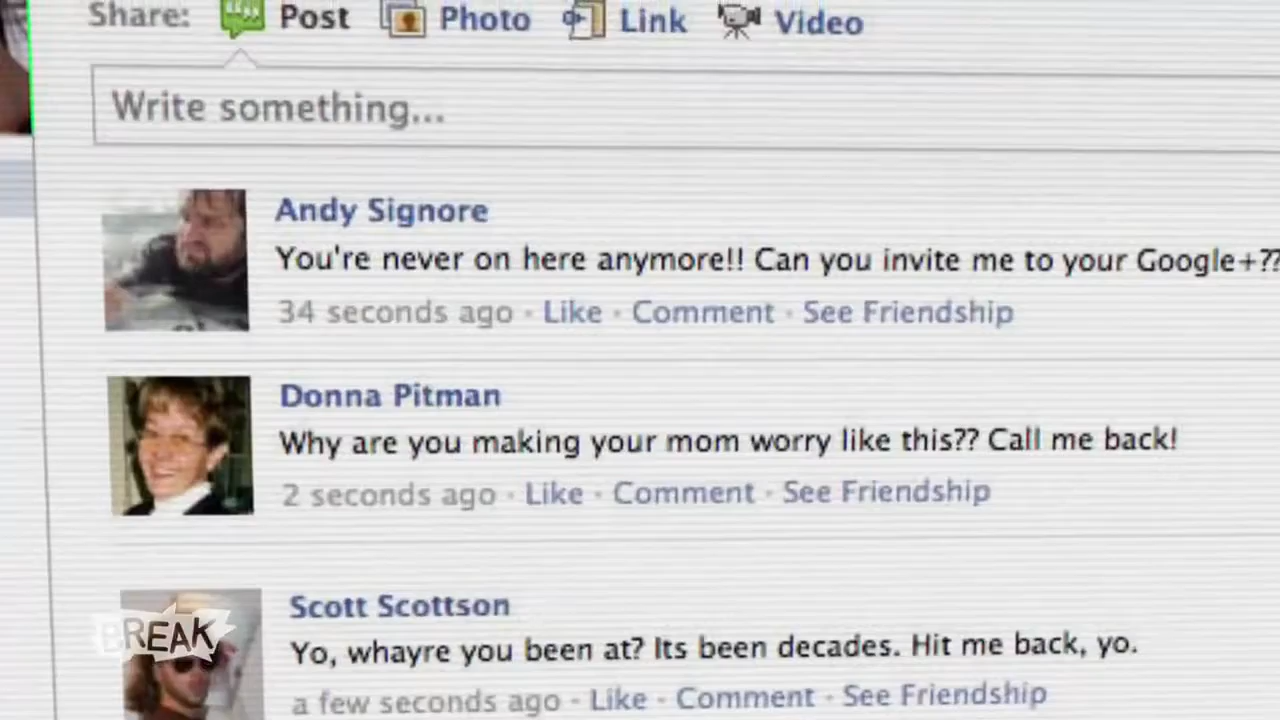 Share: Post Photo Link Video
Write something...
Andy Signore
You're never on here anymore!! Can you invite me to your Google+??
34 seconds ago · Like · Comment · See Friendship
Donna Pitman
Why are you making your mom worry like this?? Call me back!
2 seconds ago · Like · Comment · See Friendship
Scott Scottson
BREAK
Yo, whayre you been at? Its been decades. Hit me back, yo.
a few seconds ago · Like · Comment · See Friendship